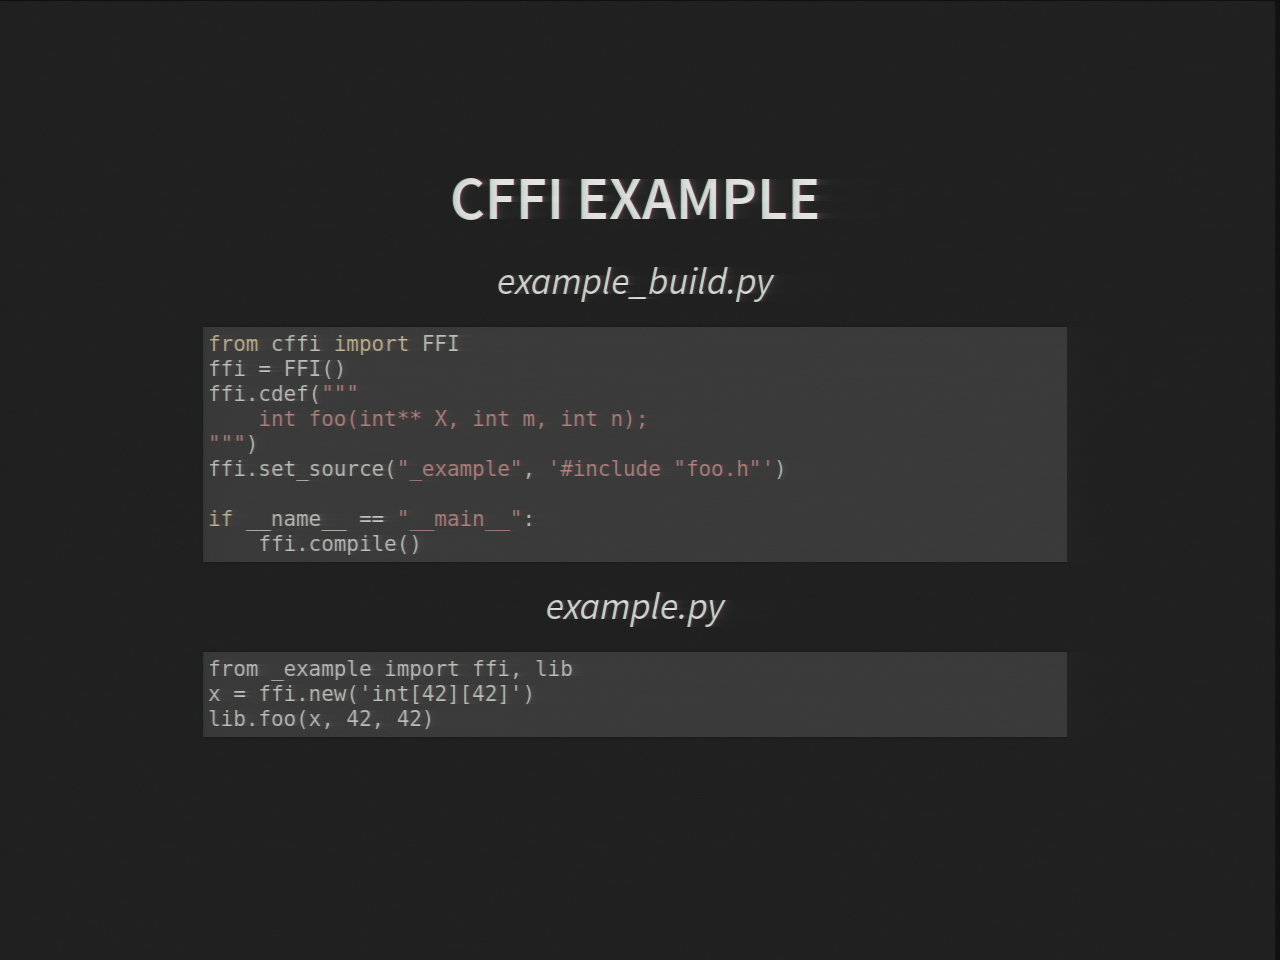 CFFI EXAMPLE
example_build.py
from cffi import FFI
ffi = FFI()
ffi.cdef("""
    int foo(int** X, int m, int n);
""")
ffi.set_source("_example", '#include "foo.h"')

if __name__ == "__main__":
    ffi.compile()
example.py
from _example import ffi, lib
x = ffi.new('int[42][42]')
lib.foo(x, 42, 42)